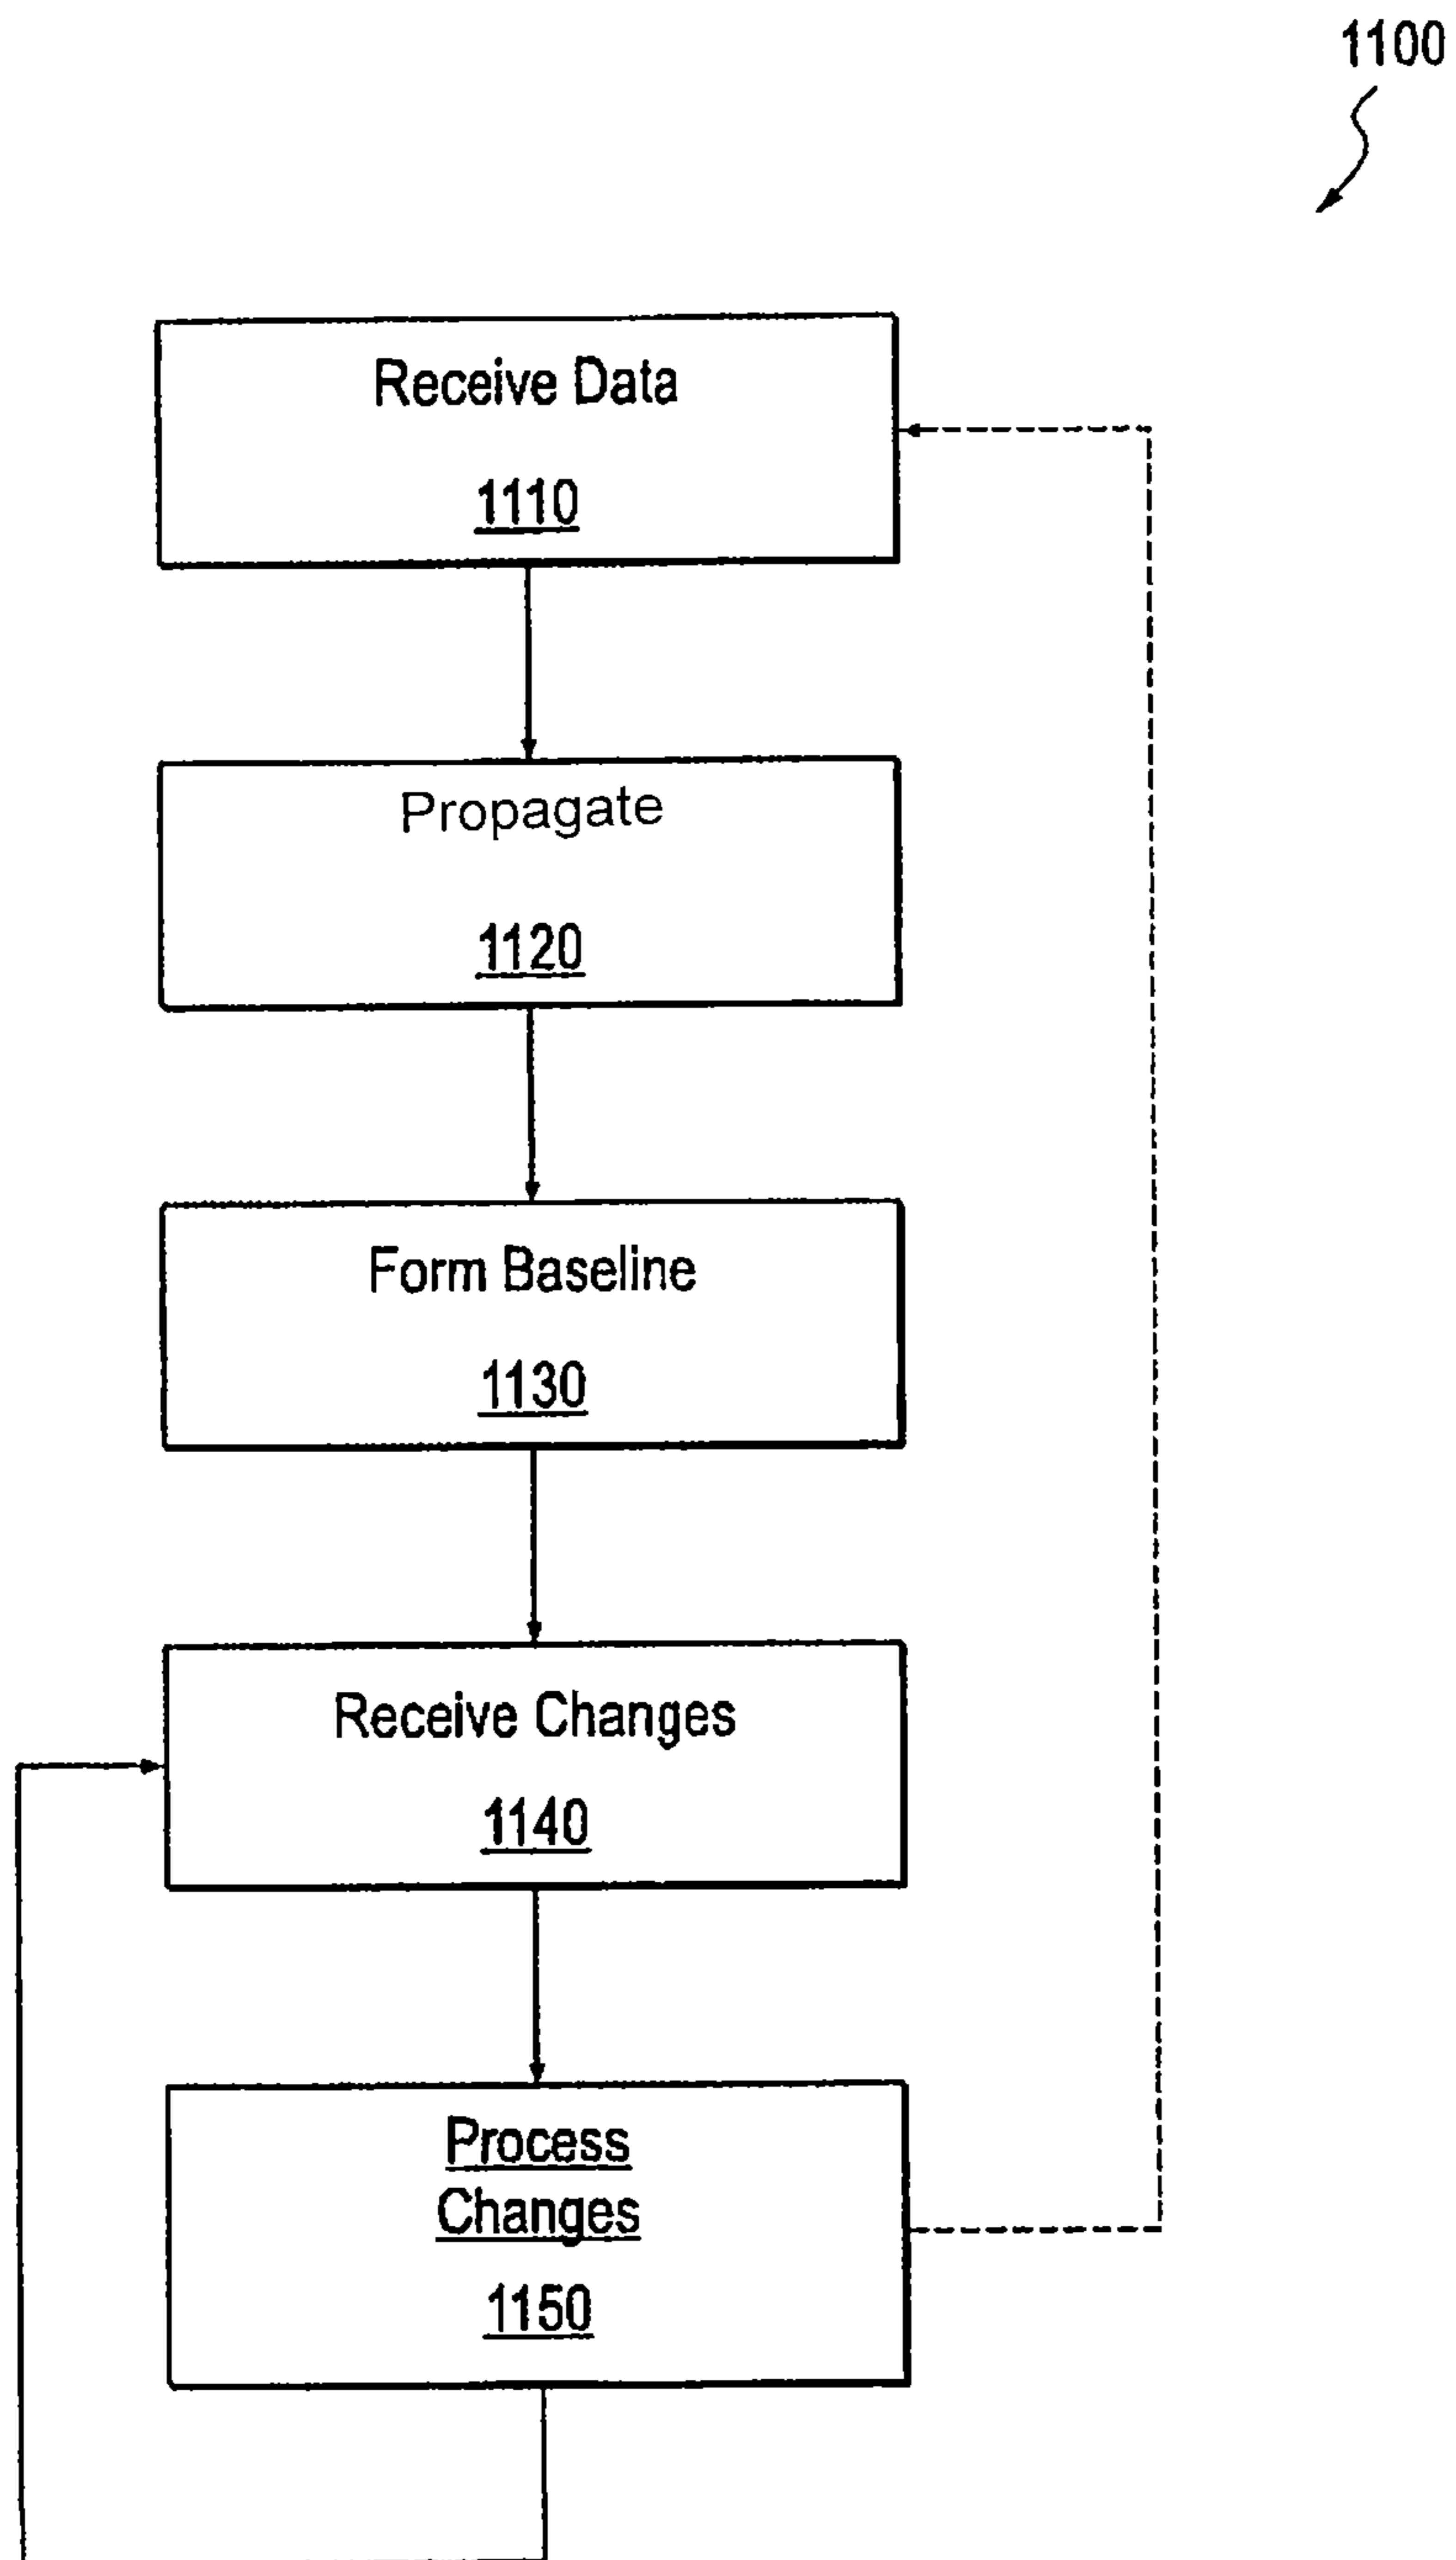 1100
Receive Data
1110
Propagate
1120
Form Baseline
1130
Receive Changes
1140
Process
Changes
1150